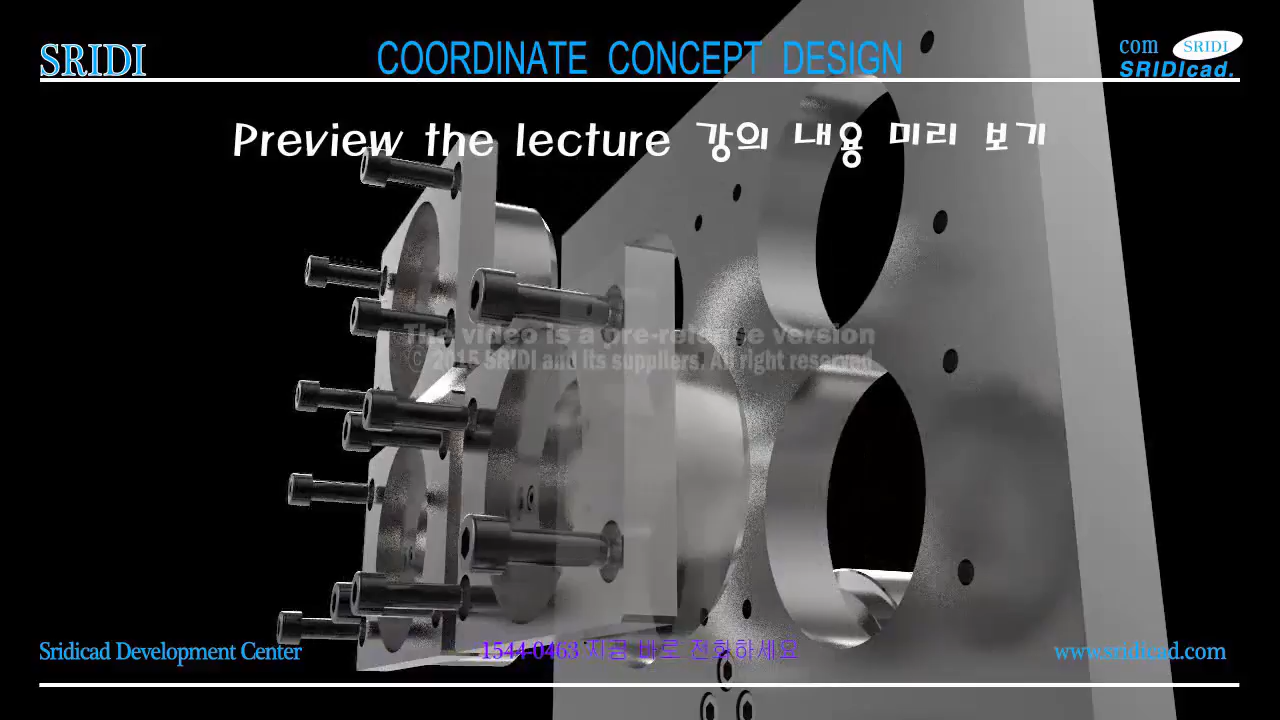 SRIDI
COORDINATE CONCEPT DESIGN
com SRIDI
SRIDIcad.
Preview the lecture 강의 내용 미리 보기
The video is a pre-release version
© 2015 SRIDI and its suppliers. All right reserved
Sridicad Development Center
1544-0463 지금 바로 전화하세요
www.sridicad.com